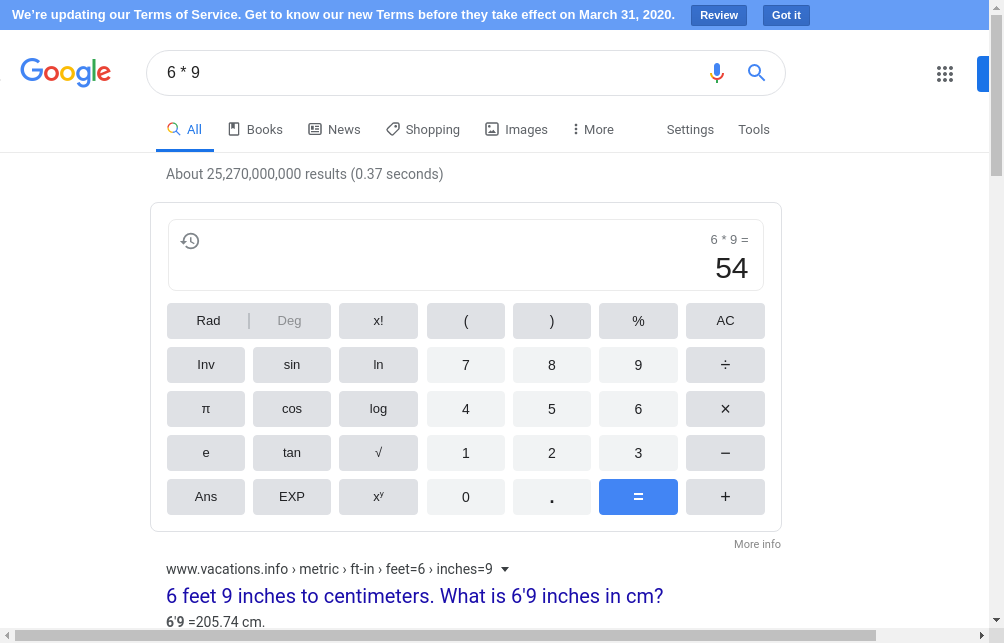 We're updating our Terms of Service. Get to know our new Terms before they take effect on March 31, 2020. Review Got it
Google 6 * 9
All Books News Shopping Images More Settings Tools
About 25,270,000,000 results (0.37 seconds)
6 * 9 =
54
Rad Deg x! ( ) % AC
Inv sin ln 7 8 9 ÷
π cos log 4 5 6 ×
e tan √ 1 2 3 −
Ans EXP xʸ 0 . = +
More info
www.vacations.info › metric › ft-in › feet=6 › inches=9
6 feet 9 inches to centimeters. What is 6'9 inches in cm?
6'9 =205.74 cm.